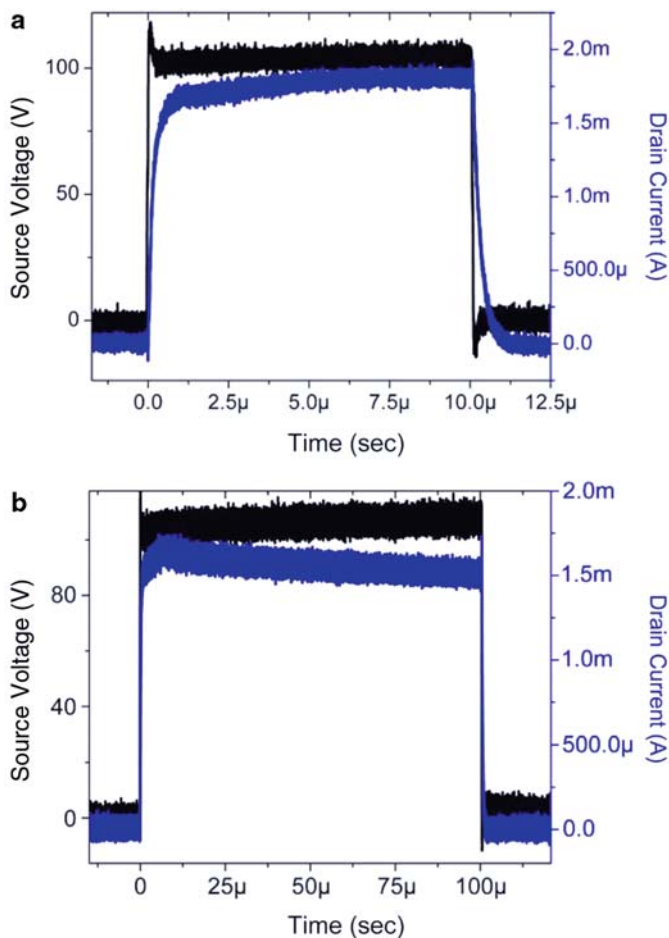 a
Source Voltage (V)
100
50
0
2.0m
1.5m
1.0m
500.0µ
0.0
Drain Current (A)
0.0 2.5µ 5.0µ 7.5µ 10.0µ 12.5µ
Time (sec)
b
Source Voltage (V)
80
40
0
2.0m
1.5m
1.0m
500.0µ
0.0
Drain Current (A)
0 25µ 50µ 75µ 100µ
Time (sec)